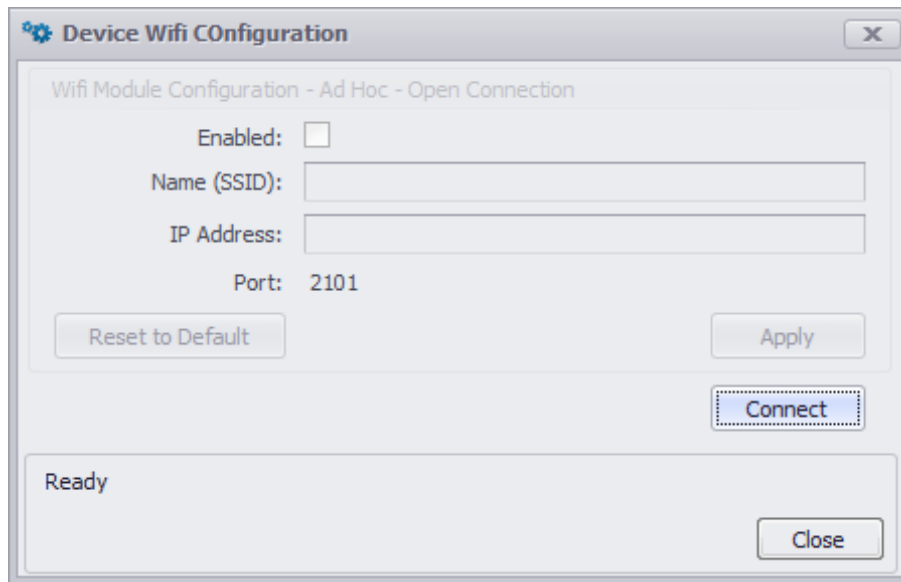 Device Wifi COnfiguration
Wifi Module Configuration - Ad Hoc - Open Connection
Enabled:
Name (SSID):
IP Address:
Port: 2101
Reset to Default Apply
Connect
Ready
Close